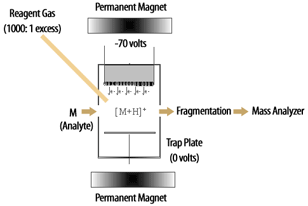 Permanent Magnet
Reagent Gas
(1000: 1 excess)
-70 volts
e- e- e- e- e-
M
(Analyte)
[M+H]+
Fragmentation
Mass Analyzer
Trap Plate
(0 volts)
Permanent Magnet